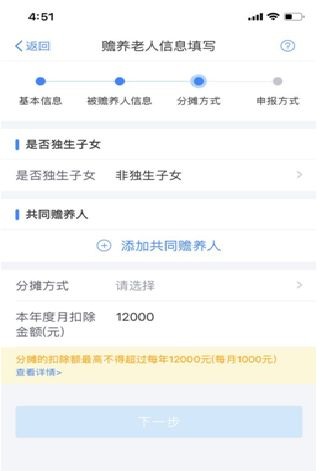 4:51
返回
赡养老人信息填写
基本信息
被赡养人信息
分摊方式
申报方式
是否独生子女
是否独生子女 非独生子女
共同赡养人
添加共同赡养人
分摊方式 请选择
本年度月扣除 12000
金额(元)
分摊的扣除额最高不得超过每年12000元(每月1000元)
查看详情>
下一步